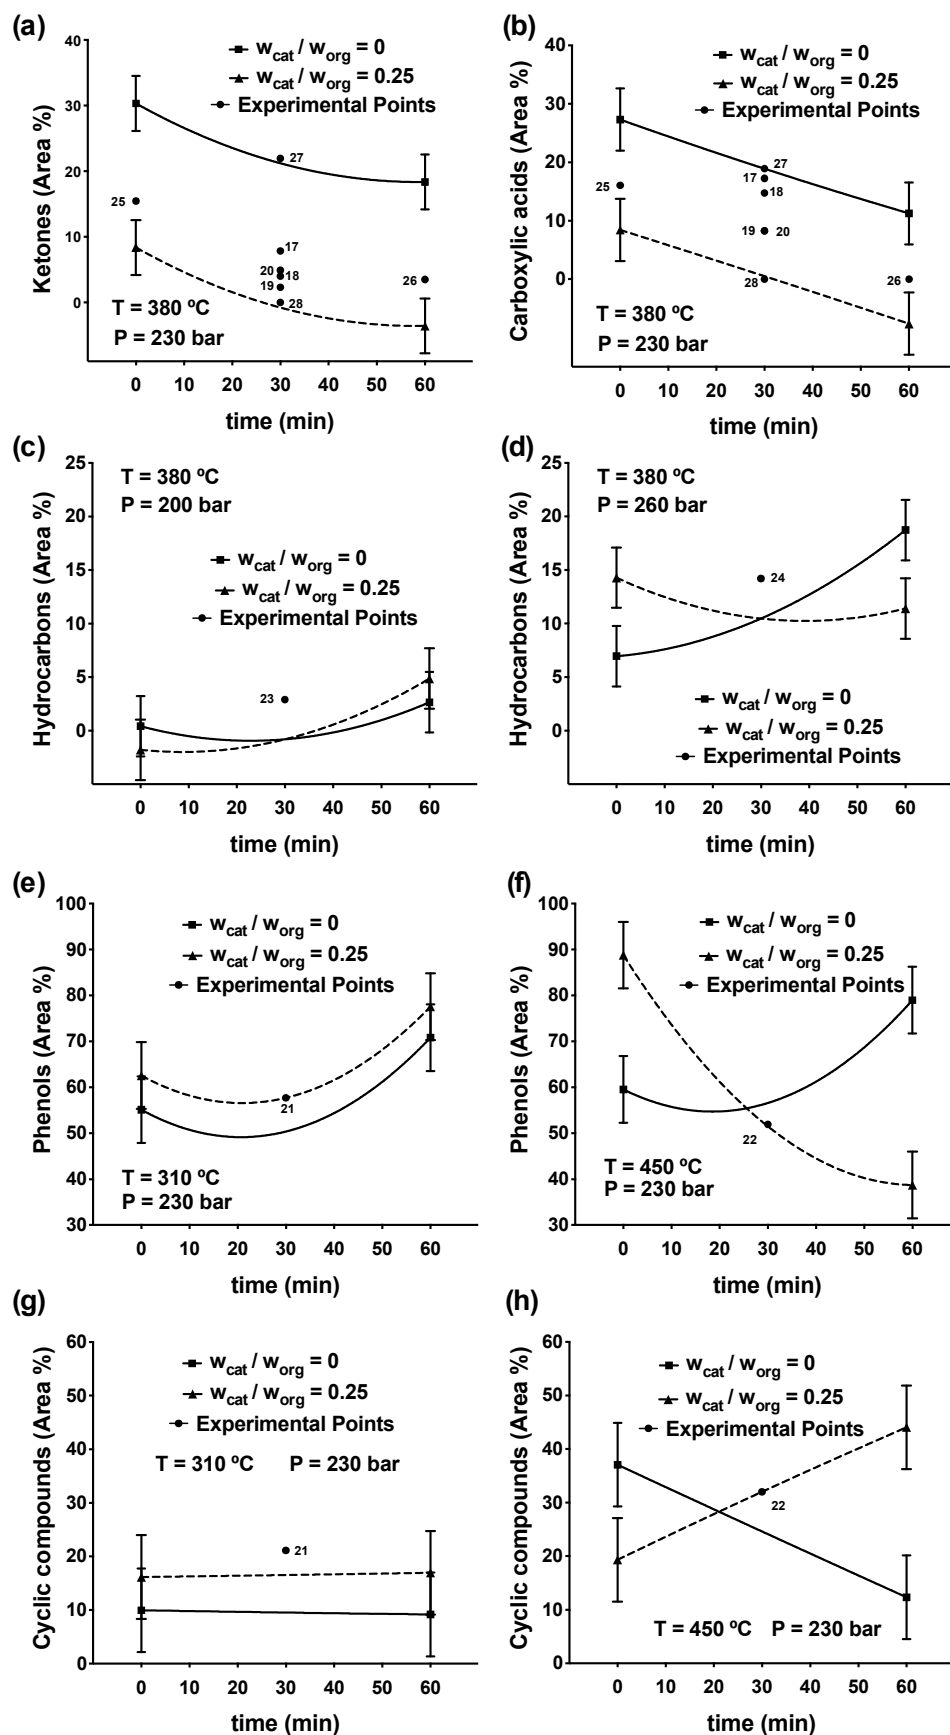 (a)
w_cat / w_org = 0
w_cat / w_org = 0.25
Experimental Points
Ketones (Area %)
40
30
20
10
0
27
25
17
20
18
19
28
26
T = 380 ºC
P = 230 bar
0 10 20 30 40 50 60
time (min)
(b)
w_cat / w_org = 0
w_cat / w_org = 0.25
Experimental Points
Carboxylic acids (Area %)
40
30
20
10
0
27
17
18
25
19 20
28
26
T = 380 ºC
P = 230 bar
0 10 20 30 40 50 60
time (min)
(c)
T = 380 ºC
P = 200 bar
w_cat / w_org = 0
w_cat / w_org = 0.25
Experimental Points
Hydrocarbons (Area %)
25
20
15
10
5
0
23
0 10 20 30 40 50 60
time (min)
(d)
T = 380 ºC
P = 260 bar
24
w_cat / w_org = 0
w_cat / w_org = 0.25
Experimental Points
Hydrocarbons (Area %)
25
20
15
10
5
0
0 10 20 30 40 50 60
time (min)
(e)
w_cat / w_org = 0
w_cat / w_org = 0.25
Experimental Points
Phenols (Area %)
100
90
80
70
60
50
40
30
21
T = 310 ºC
P = 230 bar
0 10 20 30 40 50 60
time (min)
(f)
w_cat / w_org = 0
w_cat / w_org = 0.25
Experimental Points
Phenols (Area %)
100
90
80
70
60
50
40
30
22
T = 450 ºC
P = 230 bar
0 10 20 30 40 50 60
time (min)
(g)
w_cat / w_org = 0
w_cat / w_org = 0.25
Experimental Points
T = 310 ºC P = 230 bar
Cyclic compounds (Area %)
60
50
40
30
20
10
0
21
0 10 20 30 40 50 60
time (min)
(h)
w_cat / w_org = 0
w_cat / w_org = 0.25
Experimental Points
Cyclic compounds (Area %)
60
50
40
30
20
10
0
22
T = 450 ºC P = 230 bar
0 10 20 30 40 50 60
time (min)